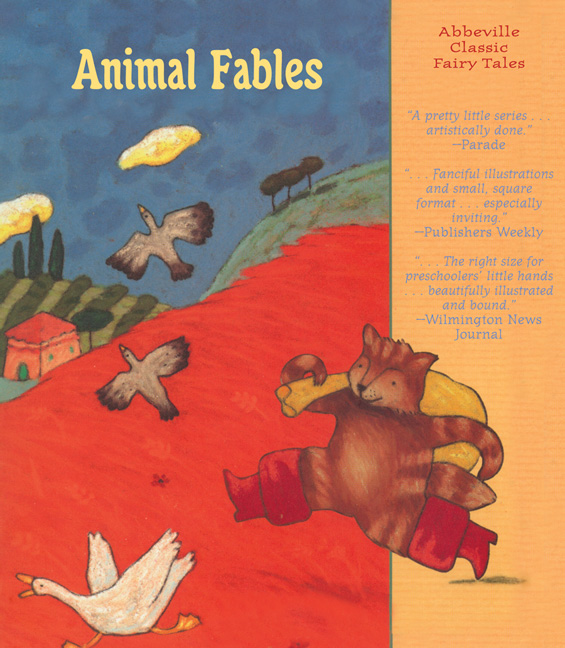 Animal Fables
Abbeville
Classic
Fairy Tales
“A pretty little series . . .
artistically done.”
—Parade
“. . . Fanciful illustrations
and small, square
format . . . especially
inviting.”
—Publishers Weekly
“. . . The right size for
preschoolers’ little hands
. . . beautifully illustrated
and bound.”
—Wilmington News
Journal